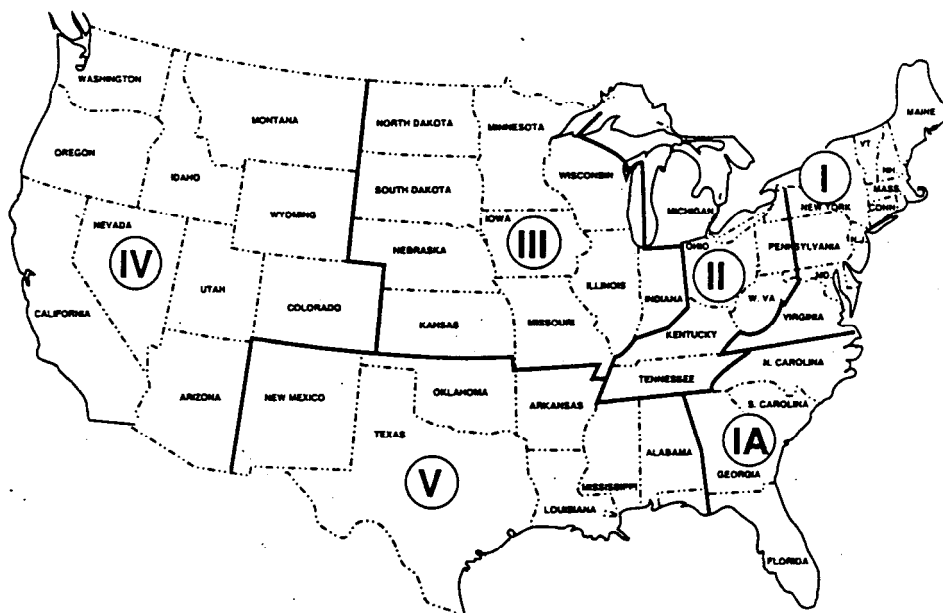 WASHINGTON
MONTANA
NORTH DAKOTA
MINNESOTA
MAINE
OREGON
IDAHO
SOUTH DAKOTA
WISCONSIN
VT
NH
I
MASS.
WYOMING
MICHIGAN
NEW YORK
CONN.
NEVADA
IOWA
III
NEBRASKA
OHIO
PENNSYLVANIA
N.J.
IV
II
MD.
UTAH
COLORADO
ILLINOIS
INDIANA
W. VA
CALIFORNIA
KANSAS
MISSOURI
VIRGINIA
KENTUCKY
N. CAROLINA
TENNESSEE
ARIZONA
NEW MEXICO
OKLAHOMA
ARKANSAS
S. CAROLINA
TEXAS
IA
ALABAMA
GEORGIA
V
MISSISSIPPI
LOUISIANA
FLORIDA